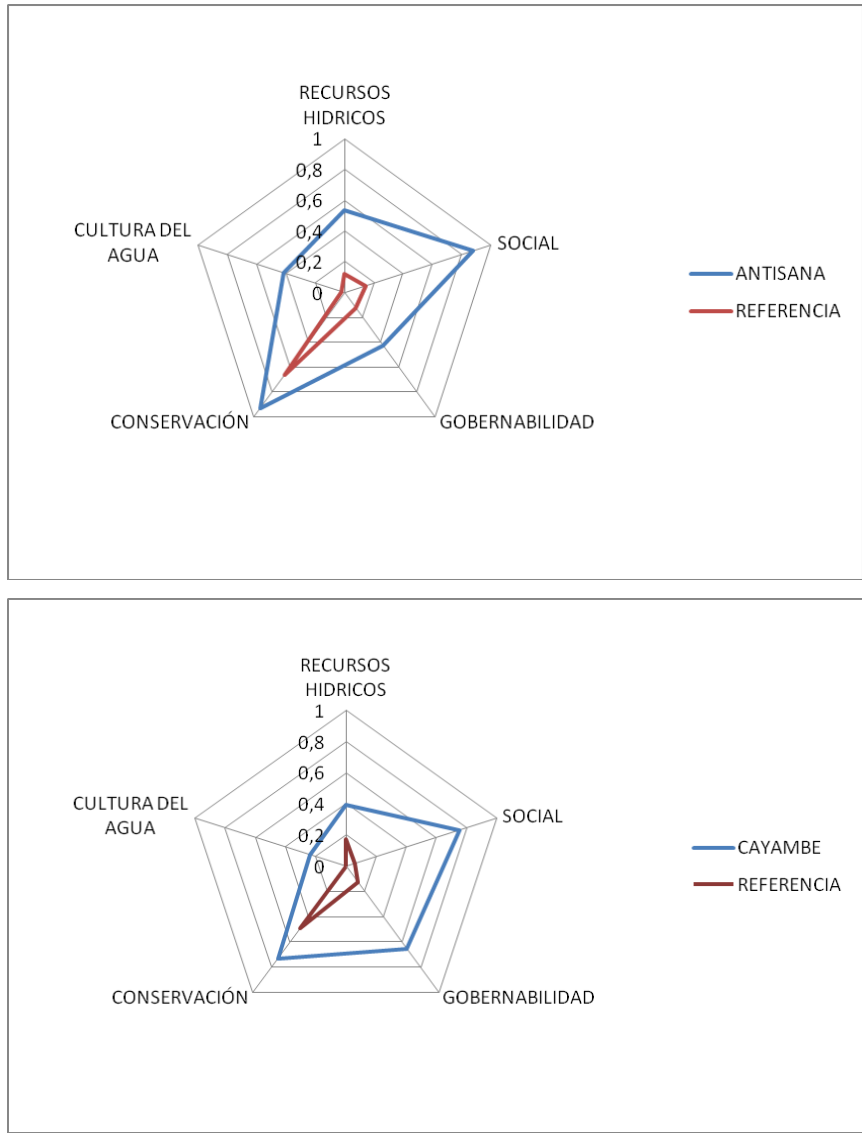 RECURSOS
HIDRICOS
1
0,8
0,6
0,4
0,2
0
CULTURA DEL
AGUA
SOCIAL
CONSERVACIÓN
GOBERNABILIDAD
ANTISANA
REFERENCIA
RECURSOS
HIDRICOS
1
0,8
0,6
0,4
0,2
0
CULTURA DEL
AGUA
SOCIAL
CONSERVACIÓN
GOBERNABILIDAD
CAYAMBE
REFERENCIA